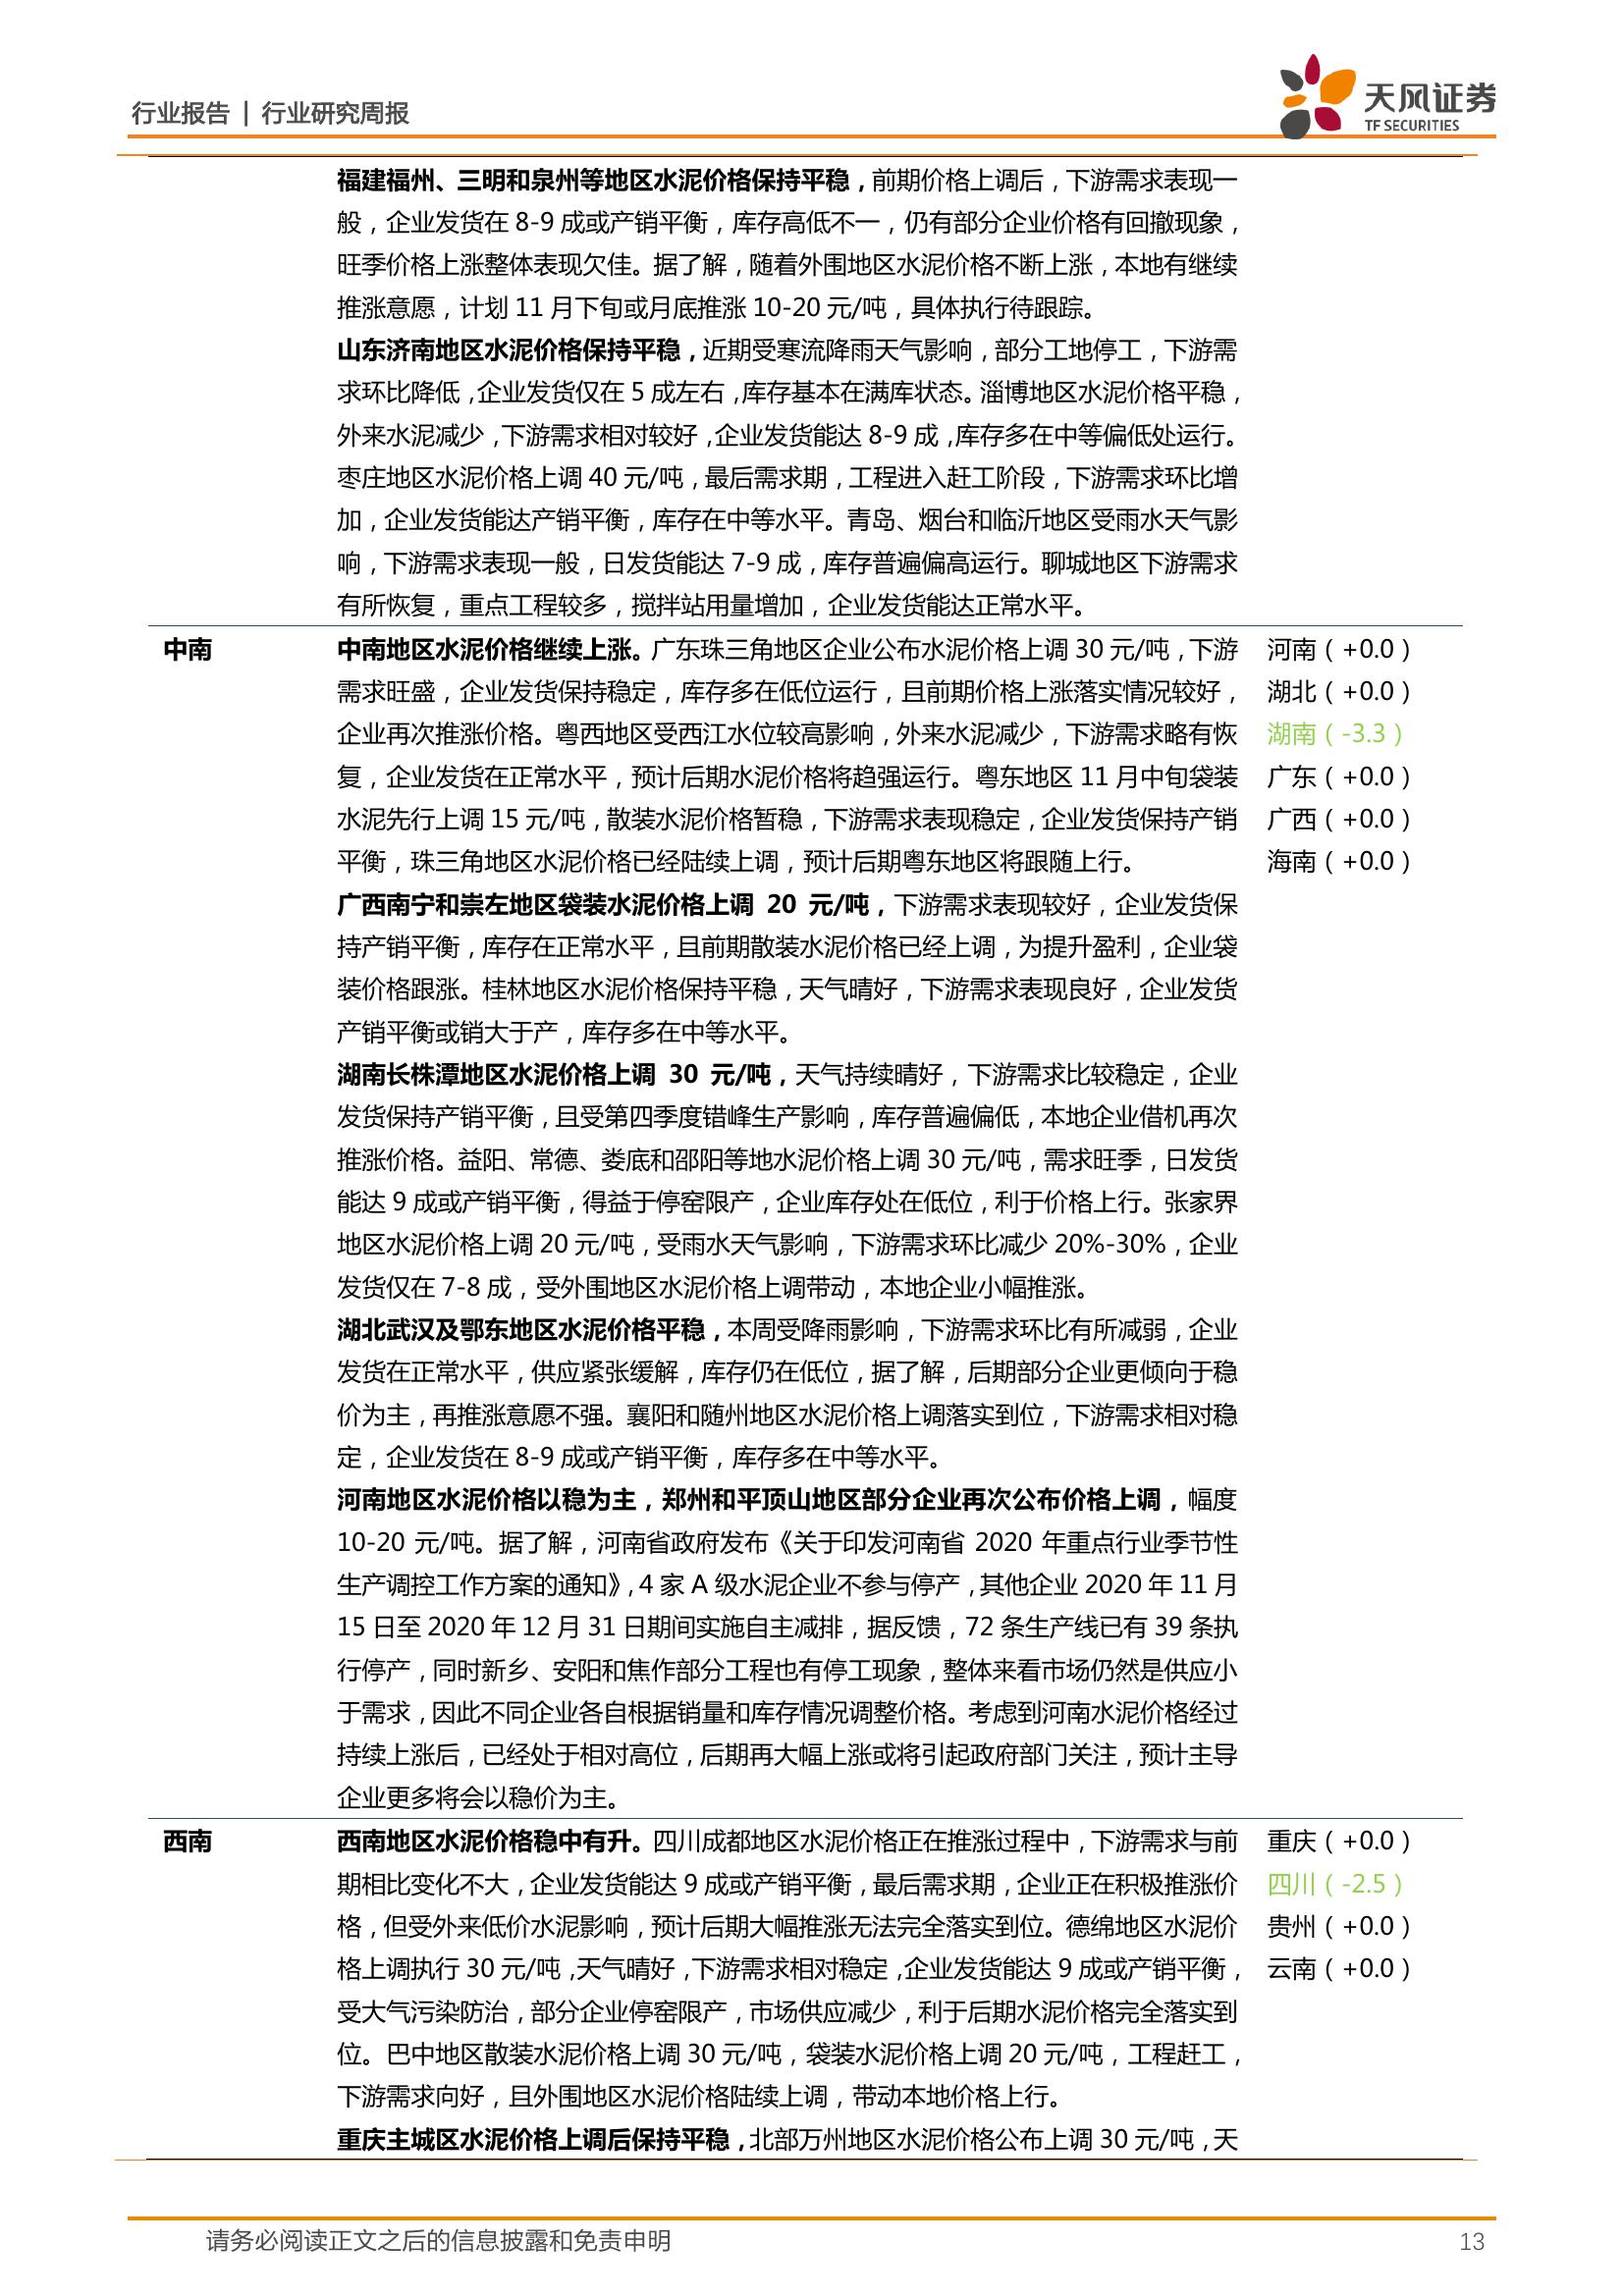 行业报告 | 行业研究周报
天风证券
TF SECURITIES
福建福州、三明和泉州等地区水泥价格保持平稳，前期价格上调后，下游需求表现一
般，企业发货在 8-9 成或产销平衡，库存高低不一，仍有部分企业价格有回撤现象，
旺季价格上涨整体表现欠佳。据了解，随着外围地区水泥价格不断上涨，本地有继续
推涨意愿，计划 11 月下旬或月底推涨 10-20 元/吨，具体执行待跟踪。
山东济南地区水泥价格保持平稳，近期受寒流降雨天气影响，部分工地停工，下游需
求环比降低，企业发货仅在 5 成左右，库存基本在满库状态。淄博地区水泥价格平稳，
外来水泥减少，下游需求相对较好，企业发货能达 8-9 成，库存多在中等偏低处运行。
枣庄地区水泥价格上调 40 元/吨，最后需求期，工程进入赶工阶段，下游需求环比增
加，企业发货能达产销平衡，库存在中等水平。青岛、烟台和临沂地区受雨水天气影
响，下游需求表现一般，日发货能达 7-9 成，库存普遍偏高运行。聊城地区下游需求
有所恢复，重点工程较多，搅拌站用量增加，企业发货能达正常水平。
中南
中南地区水泥价格继续上涨。广东珠三角地区企业公布水泥价格上调 30 元/吨，下游
需求旺盛，企业发货保持稳定，库存多在低位运行，且前期价格上涨落实情况较好，
企业再次推涨价格。粤西地区受西江水位较高影响，外来水泥减少，下游需求略有恢
复，企业发货在正常水平，预计后期水泥价格将趋强运行。粤东地区 11 月中旬袋装
水泥先行上调 15 元/吨，散装水泥价格暂稳，下游需求表现稳定，企业发货保持产销
平衡，珠三角地区水泥价格已经陆续上调，预计后期粤东地区将跟随上行。
广西南宁和崇左地区袋装水泥价格上调 20 元/吨，下游需求表现较好，企业发货保
持产销平衡，库存在正常水平，且前期散装水泥价格已经上调，为提升盈利，企业袋
装价格跟涨。桂林地区水泥价格保持平稳，天气晴好，下游需求表现良好，企业发货
产销平衡或销大于产，库存多在中等水平。
湖南长株潭地区水泥价格上调 30 元/吨，天气持续晴好，下游需求比较稳定，企业
发货保持产销平衡，且受第四季度错峰生产影响，库存普遍偏低，本地企业借机再次
推涨价格。益阳、常德、娄底和邵阳等地水泥价格上调 30 元/吨，需求旺季，日发货
能达 9 成或产销平衡，得益于停窑限产，企业库存处在低位，利于价格上行。张家界
地区水泥价格上调 20 元/吨，受雨水天气影响，下游需求环比减少 20%-30%，企业
发货仅在 7-8 成，受外围地区水泥价格上调带动，本地企业小幅推涨。
湖北武汉及鄂东地区水泥价格平稳，本周受降雨影响，下游需求环比有所减弱，企业
发货在正常水平，供应紧张缓解，库存仍在低位，据了解，后期部分企业更倾向于稳
价为主，再推涨意愿不强。襄阳和随州地区水泥价格上调落实到位，下游需求相对稳
定，企业发货在 8-9 成或产销平衡，库存多在中等水平。
河南地区水泥价格以稳为主，郑州和平顶山地区部分企业再次公布价格上调，幅度
10-20 元/吨。据了解，河南省政府发布《关于印发河南省 2020 年重点行业季节性
生产调控工作方案的通知》，4 家 A 级水泥企业不参与停产，其他企业 2020 年 11 月
15 日至 2020 年 12 月 31 日期间实施自主减排，据反馈，72 条生产线已有 39 条执
行停产，同时新乡、安阳和焦作部分工程也有停工现象，整体来看市场仍然是供应小
于需求，因此不同企业各自根据销量和库存情况调整价格。考虑到河南水泥价格经过
持续上涨后，已经处于相对高位，后期再大幅上涨或将引起政府部门关注，预计主导
企业更多将会以稳价为主。
河南（+0.0）
湖北（+0.0）
湖南（-3.3）
广东（+0.0）
广西（+0.0）
海南（+0.0）
西南
西南地区水泥价格稳中有升。四川成都地区水泥价格正在推涨过程中，下游需求与前
期相比变化不大，企业发货能达 9 成或产销平衡，最后需求期，企业正在积极推涨价
格，但受外来低价水泥影响，预计后期大幅推涨无法完全落实到位。德绵地区水泥价
格上调执行 30 元/吨，天气晴好，下游需求相对稳定，企业发货能达 9 成或产销平衡，
受大气污染防治，部分企业停窑限产，市场供应减少，利于后期水泥价格完全落实到
位。巴中地区散装水泥价格上调 30 元/吨，袋装水泥价格上调 20 元/吨，工程赶工，
下游需求向好，且外围地区水泥价格陆续上调，带动本地价格上行。
重庆主城区水泥价格上调后保持平稳，北部万州地区水泥价格公布上调 30 元/吨，天
重庆（+0.0）
四川（-2.5）
贵州（+0.0）
云南（+0.0）
请务必阅读正文之后的信息披露和免责申明
13